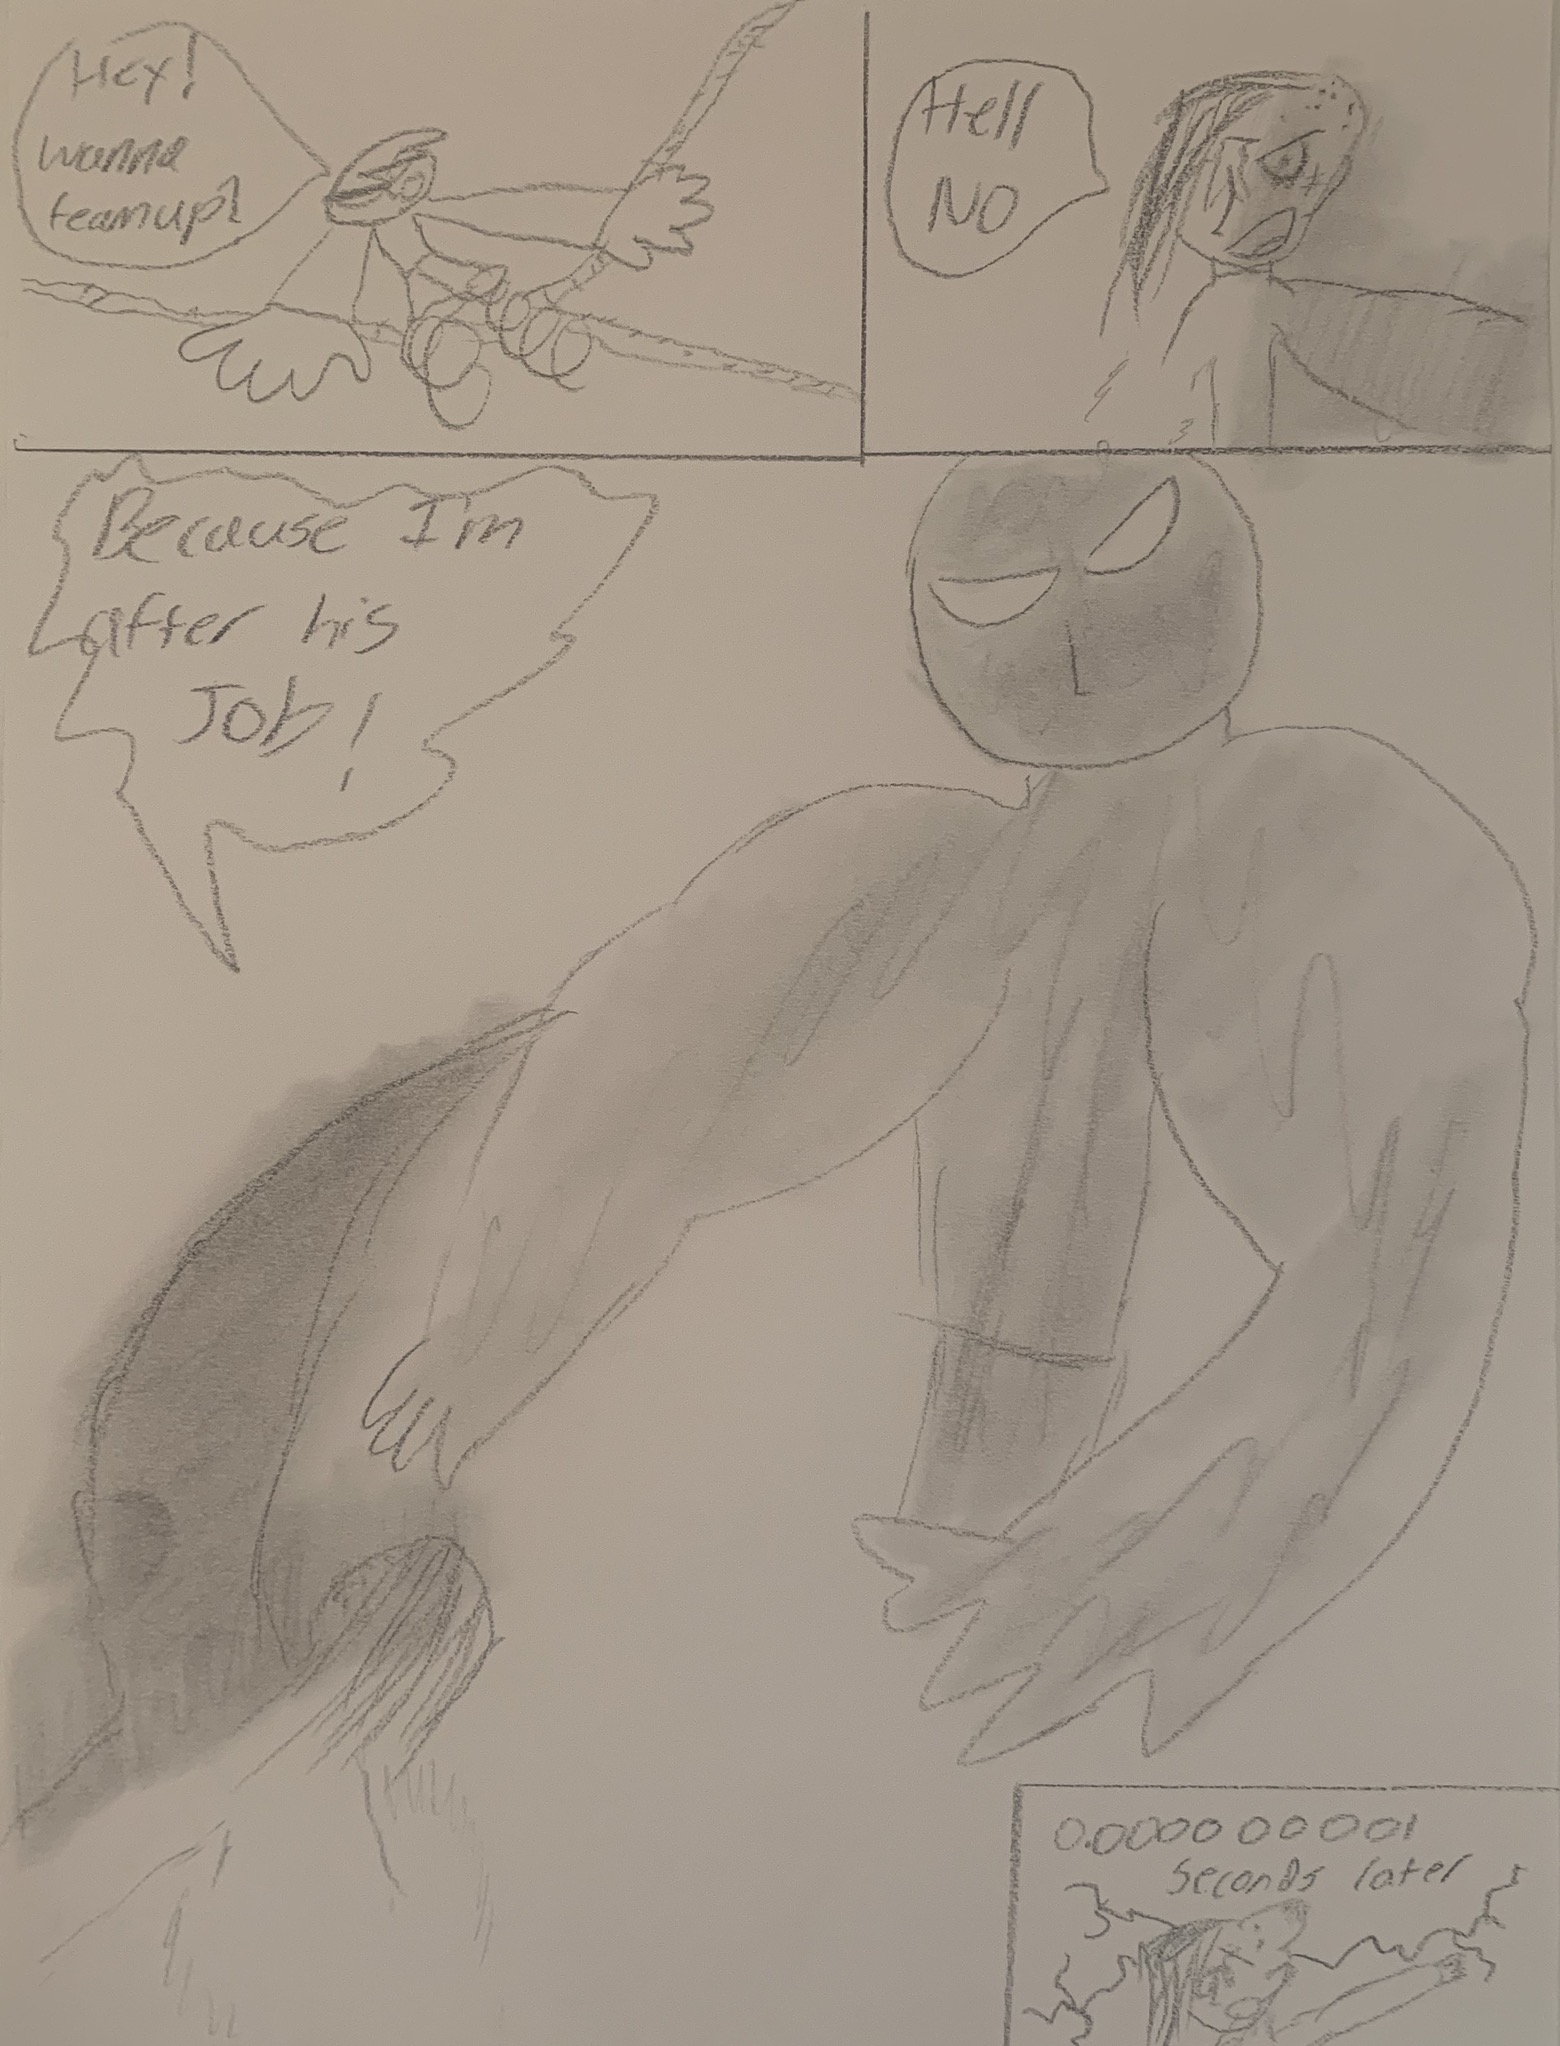 Hey!
wanna
teamup?
Hell
NO
Because I'm
after his
Job!
0.000000001
Seconds later